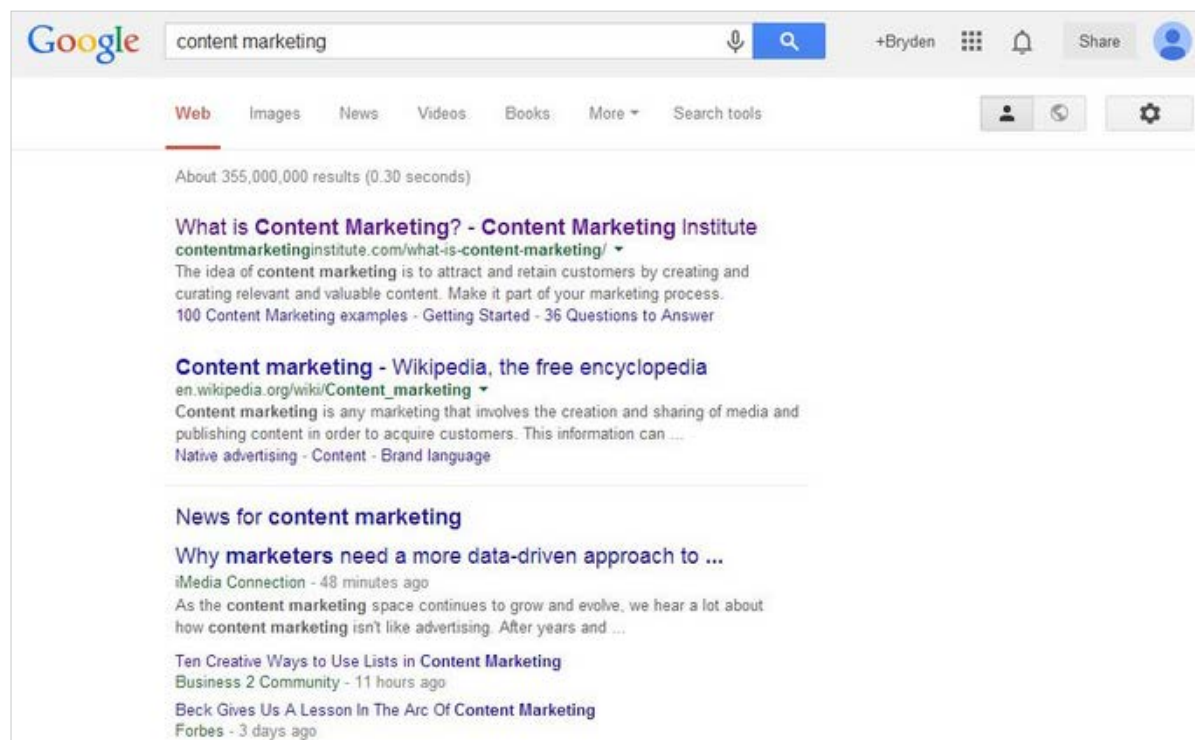 Google content marketing +Bryden Share
Web Images News Videos Books More Search tools
About 355,000,000 results (0.30 seconds)
What is Content Marketing? - Content Marketing Institute
contentmarketinginstitute.com/what-is-content-marketing/
The idea of content marketing is to attract and retain customers by creating and
curating relevant and valuable content. Make it part of your marketing process.
100 Content Marketing examples - Getting Started - 36 Questions to Answer
Content marketing - Wikipedia, the free encyclopedia
en.wikipedia.org/wiki/Content_marketing
Content marketing is any marketing that involves the creation and sharing of media and
publishing content in order to acquire customers. This information can ...
Native advertising - Content - Brand language
News for content marketing
Why marketers need a more data-driven approach to ...
iMedia Connection - 48 minutes ago
As the content marketing space continues to grow and evolve, we hear a lot about
how content marketing isn't like advertising. After years and ...
Ten Creative Ways to Use Lists in Content Marketing
Business 2 Community - 11 hours ago
Beck Gives Us A Lesson In The Arc Of Content Marketing
Forbes - 3 days ago